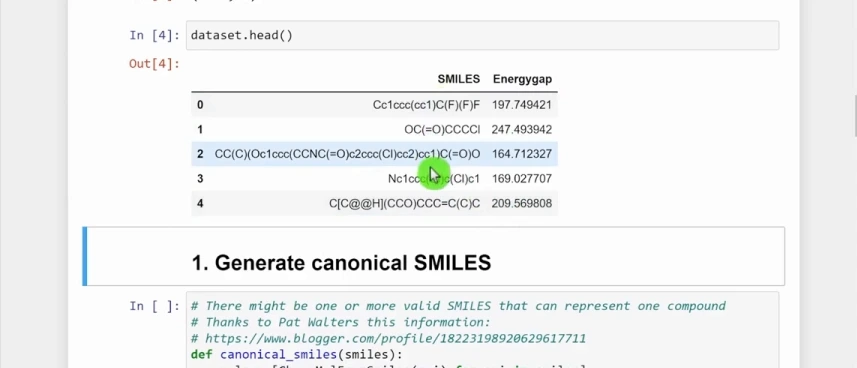 In [4]: dataset.head()
Out[4]:
SMILES Energygap
0 Cc1ccc(cc1)C(F)(F)F 197.749421
1 OC(=O)CCCCl 247.493942
2 CC(C)(Oc1ccc(CCNC(=O)c2ccc(Cl)cc2)cc1)C(=O)O 164.712327
3 169.027707
4 C[C@@H](CCO)CCC=C(C)C 209.569808
1. Generate canonical SMILES
In [ ]: # There might be one or more valid SMILES that can represent one compound
# Thanks to Pat Walters this information:
# https://www.blogger.com/profile/18223198920629617711
def canonical_smiles(smiles):